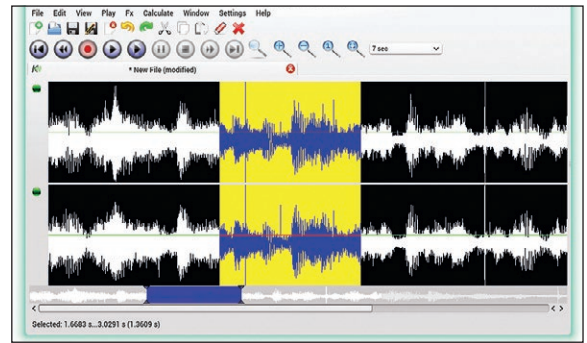 File Edit View Play Fx Calculate Window Settings Help
7 sec
* New File (modified)
Selected: 1.6683 s...3.0291 s (1.3609 s)